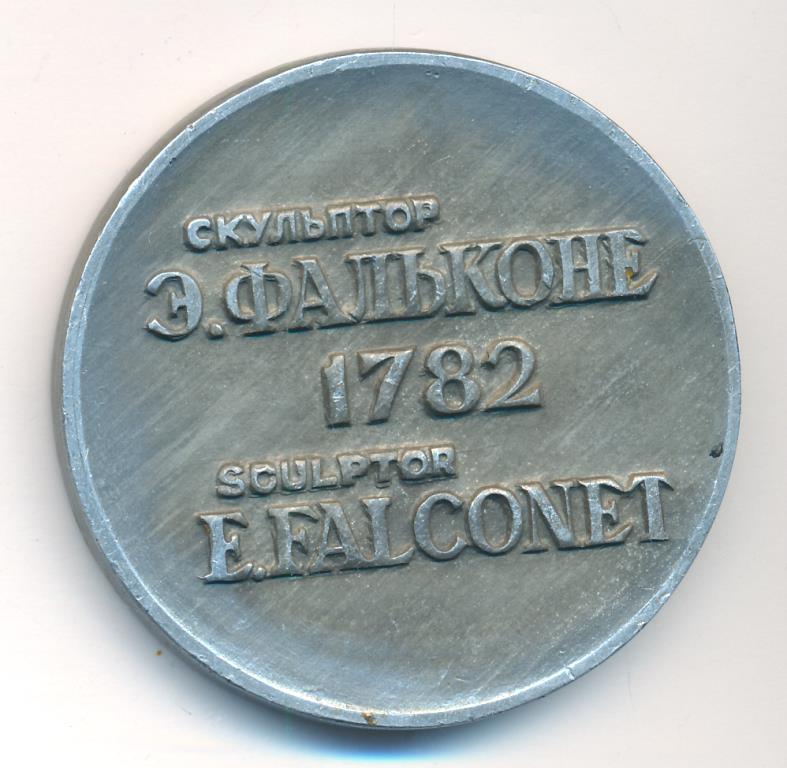 СКУЛЬПТОР
Э.ФАЛЬКОНЕ
1782
SCULPTOR
E.FALCONET